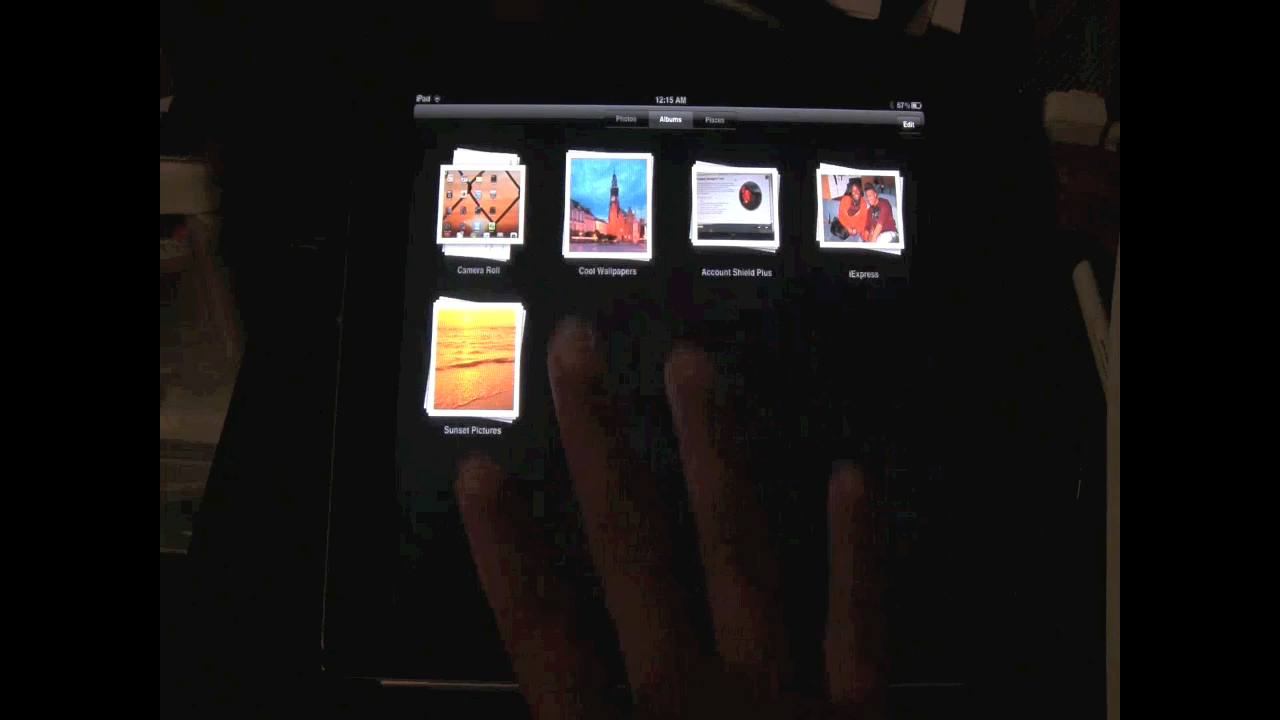 iPad
12:15 AM
67%
Photos
Albums
Places
Edit
Camera Roll
Cool Wallpapers
Account Shield Plus
iExpress
Sunset Pictures